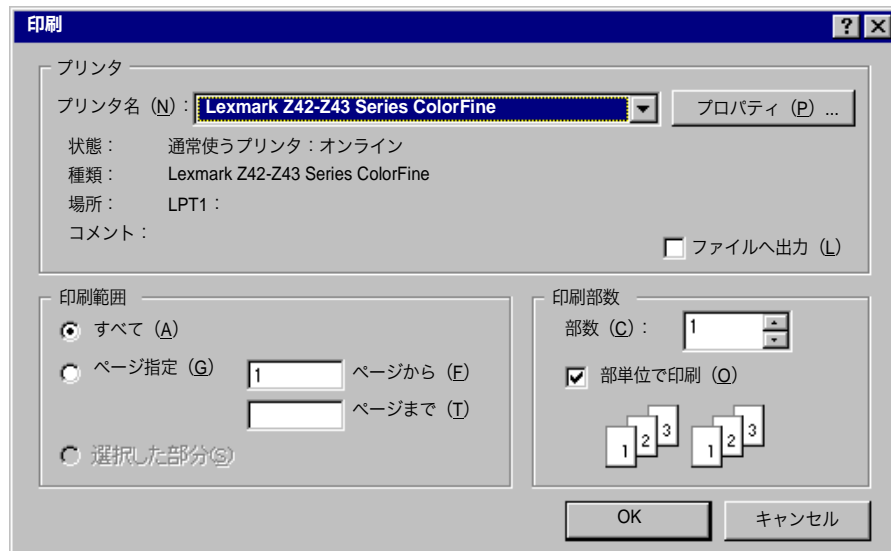 印刷
プリンタ
プリンタ名 (N): Lexmark Z42-Z43 Series ColorFine プロパティ (P) ...
状態: 通常使うプリンタ:オンライン
種類: Lexmark Z42-Z43 Series ColorFine
場所: LPT1:
コメント:
ファイルへ出力 (L)
印刷範囲
すべて (A)
ページ指定 (G) 1 ページから (F)
ページまで (T)
選択した部分(S)
印刷部数
部数 (C): 1
部単位で印刷 (O)
1 2 3 1 2 3
OK キャンセル